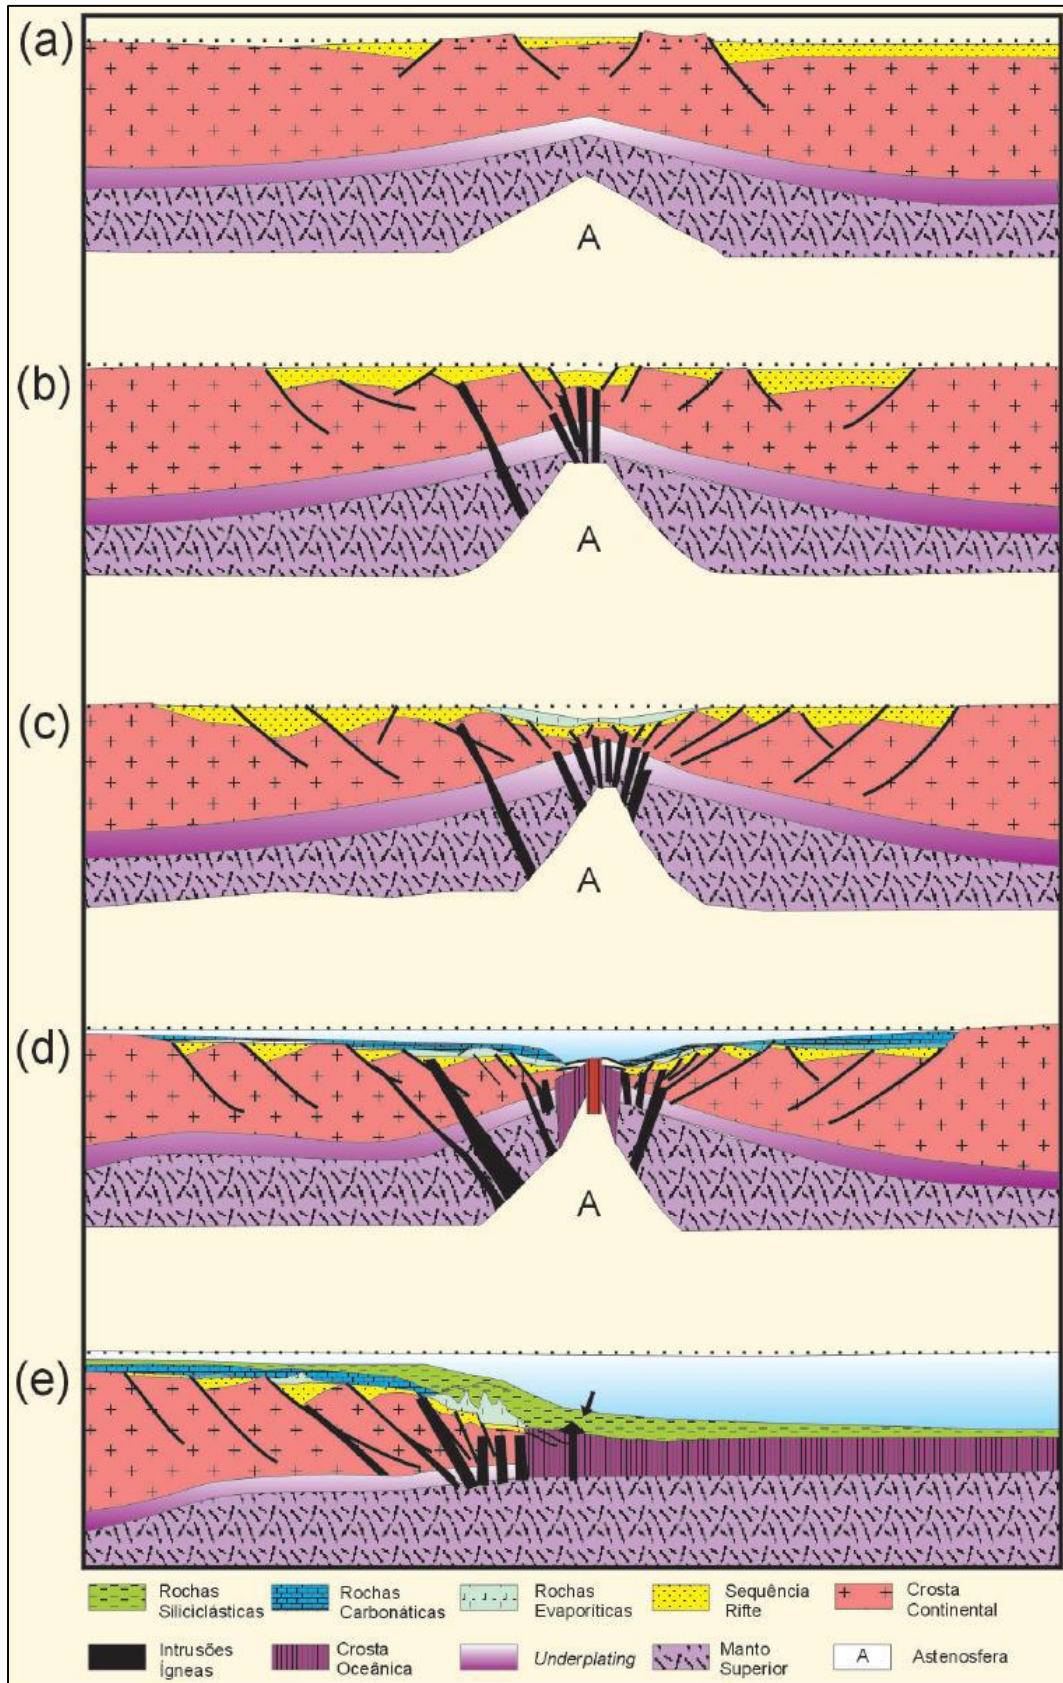 (a)
A
(b)
A
(c)
A
(d)
A
(e)
Rochas
Siliciclásticas
Rochas
Carbonáticas
Rochas
Evaporíticas
Sequência
Rifte
Crosta
Continental
Intrusões
Ígneas
Crosta
Oceânica
Underplating
Manto
Superior
A
Astenosfera